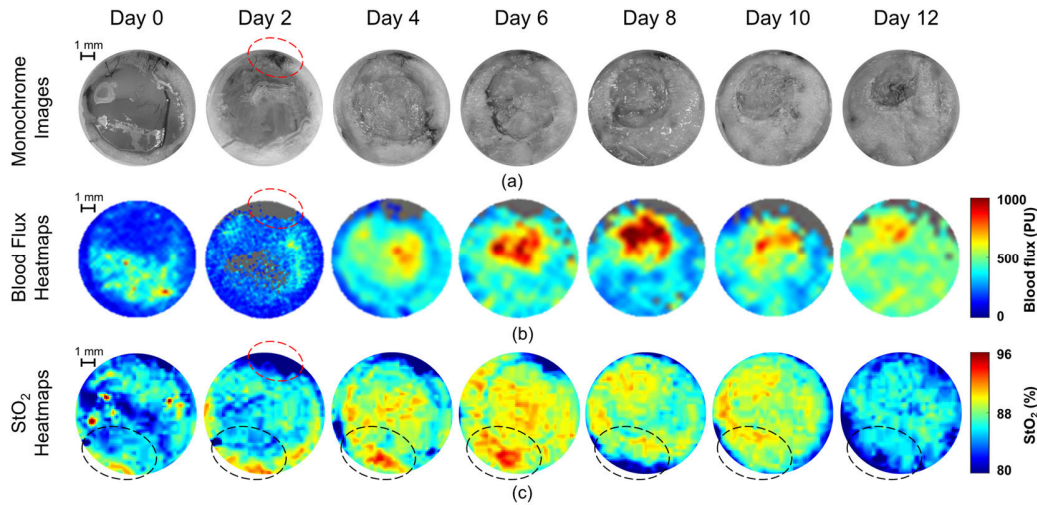 Day 0 Day 2 Day 4 Day 6 Day 8 Day 10 Day 12
Monochrome
Images
1 mm
(a)
Blood Flux
Heatmaps
1 mm
1000
500
0
Blood flux (PU)
(b)
StO₂
Heatmaps
1 mm
96
88
80
StO₂ (%)
(c)